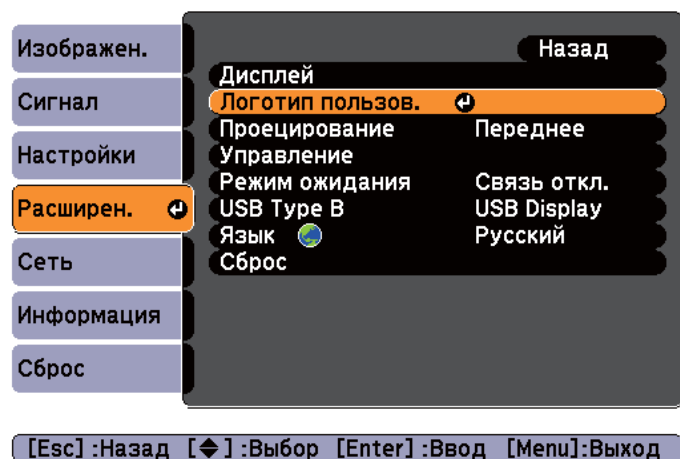 Изображен.
Сигнал
Настройки
Расширен.
Сеть
Информация
Сброс
Назад
Дисплей
Логотип пользов.
Проецирование Переднее
Управление
Режим ожидания Связь откл.
USB Type B USB Display
Язык Русский
Сброс
[Esc] :Назад [◆] :Выбор [Enter] :Ввод [Menu]:Выход